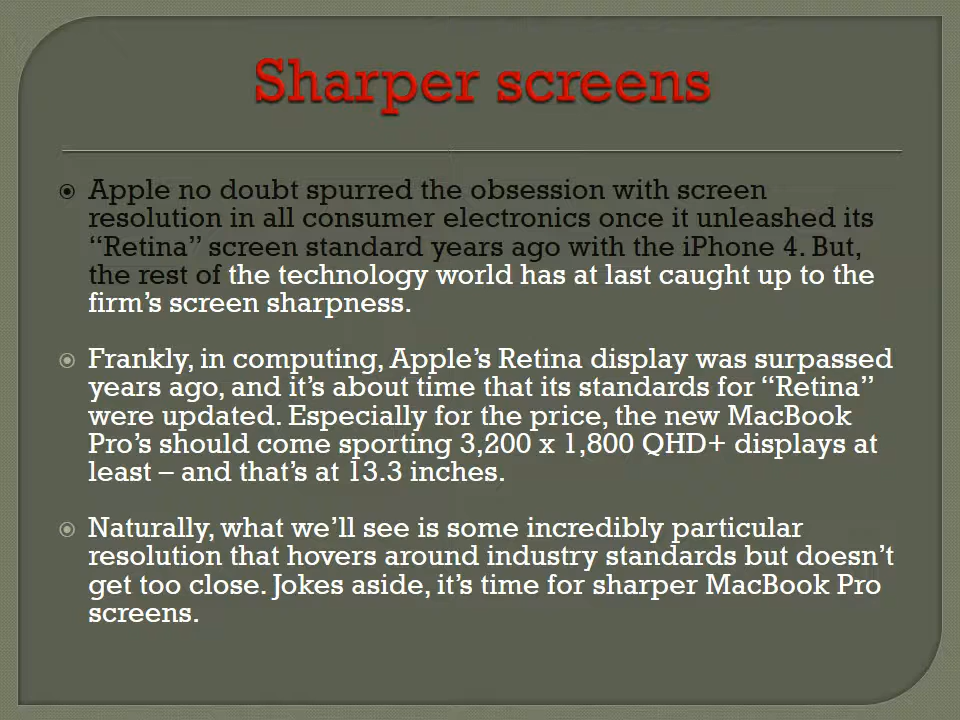 Sharper screens
Apple no doubt spurred the obsession with screen
resolution in all consumer electronics once it unleashed its
“Retina” screen standard years ago with the iPhone 4. But,
the rest of the technology world has at last caught up to the
firm’s screen sharpness.
Frankly, in computing, Apple’s Retina display was surpassed
years ago, and it’s about time that its standards for “Retina”
were updated. Especially for the price, the new MacBook
Pro’s should come sporting 3,200 x 1,800 QHD+ displays at
least – and that’s at 13.3 inches.
Naturally, what we’ll see is some incredibly particular
resolution that hovers around industry standards but doesn’t
get too close. Jokes aside, it’s time for sharper MacBook Pro
screens.